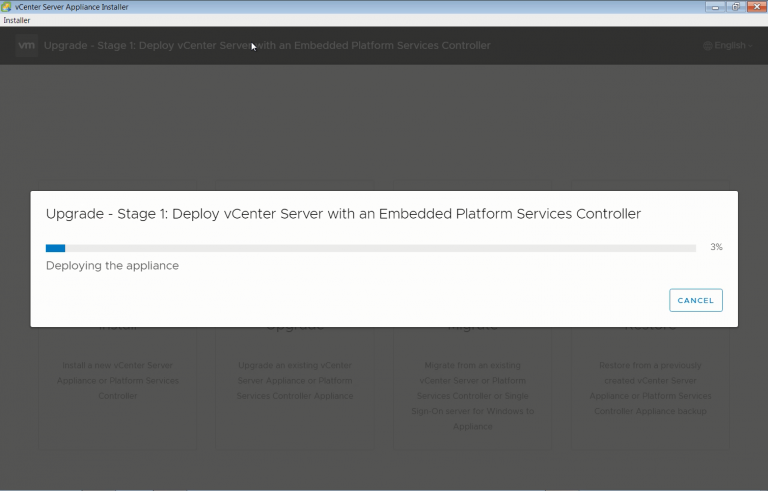 vCenter Server Appliance Installer
Installer
vm Upgrade - Stage 1: Deploy vCenter Server with an Embedded Platform Services Controller
English
Upgrade - Stage 1: Deploy vCenter Server with an Embedded Platform Services Controller
3%
Deploying the appliance
CANCEL
Install Upgrade Migrate Restore
Install a new vCenter Server
Appliance or Platform Services
Controller
Upgrade an existing vCenter
Server Appliance or Platform
Services Controller Appliance
Migrate from an existing
vCenter Server or Platform
Services Controller or Single
Sign-On server for Windows to
Appliance
Restore from a previously
created vCenter Server
Appliance or Platform Services
Controller Appliance backup